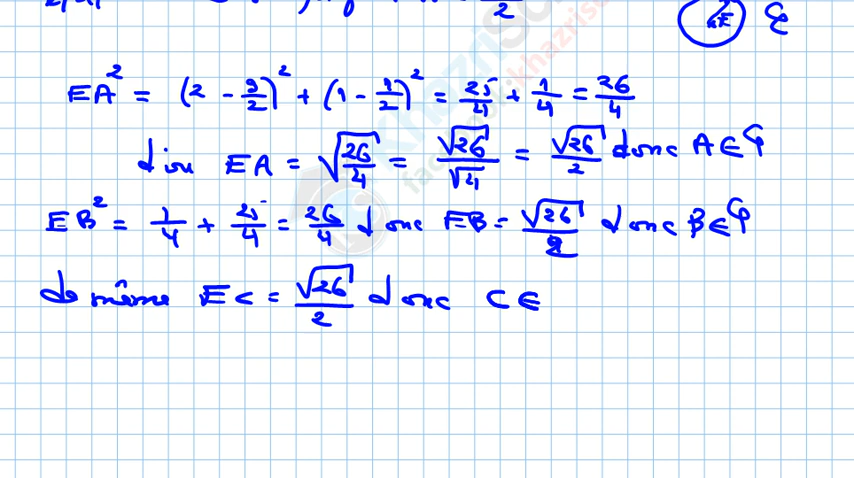 EA² = (2 - 9/2)² + (1 - 1/2)² = 25/4 + 1/4 = 26/4
d'où EA = √(26/4) = √26/√4 = √26/2 donc A ∈ φ
EB² = 1/4 + 25/4 = 26/4 donc EB = √26/2 donc B ∈ φ
de même EC = √26/2 donc C ∈